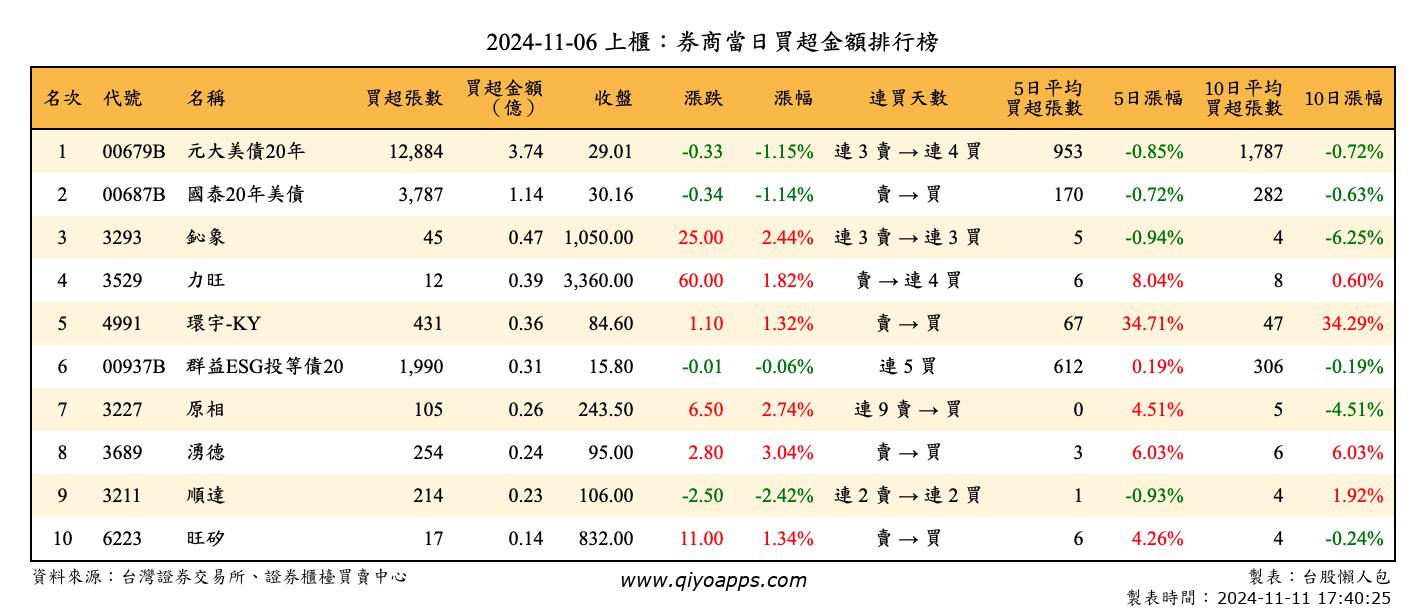 2024-11-06 上櫃：券商當日買超金額排行榜
名次 代號 名稱 買超張數 買超金額（億） 收盤 漲跌 漲幅 連買天數 5日平均買超張數 5日漲幅 10日平均買超張數 10日漲幅
1 00679B 元大美債20年 12,884 3.74 29.01 -0.33 -1.15% 連 3 賣 → 連 4 買 953 -0.85% 1,787 -0.72%
2 00687B 國泰20年美債 3,787 1.14 30.16 -0.34 -1.14% 賣 → 買 170 -0.72% 282 -0.63%
3 3293 鈊象 45 0.47 1,050.00 25.00 2.44% 連 3 賣 → 連 3 買 5 -0.94% 4 -6.25%
4 3529 力旺 12 0.39 3,360.00 60.00 1.82% 賣 → 連 4 買 6 8.04% 8 0.60%
5 4991 環宇-KY 431 0.36 84.60 1.10 1.32% 賣 → 買 67 34.71% 47 34.29%
6 00937B 群益ESG投等債20 1,990 0.31 15.80 -0.01 -0.06% 連 5 買 612 0.19% 306 -0.19%
7 3227 原相 105 0.26 243.50 6.50 2.74% 連 9 賣 → 買 0 4.51% 5 -4.51%
8 3689 湧德 254 0.24 95.00 2.80 3.04% 賣 → 買 3 6.03% 6 6.03%
9 3211 順達 214 0.23 106.00 -2.50 -2.42% 連 2 賣 → 連 2 買 1 -0.93% 4 1.92%
10 6223 旺矽 17 0.14 832.00 11.00 1.34% 賣 → 買 6 4.26% 4 -0.24%
資料來源：台灣證券交易所、證券櫃檯買賣中心 www.qiyoapps.com 製表：台股懶人包
製表時間：2024-11-11 17:40:25